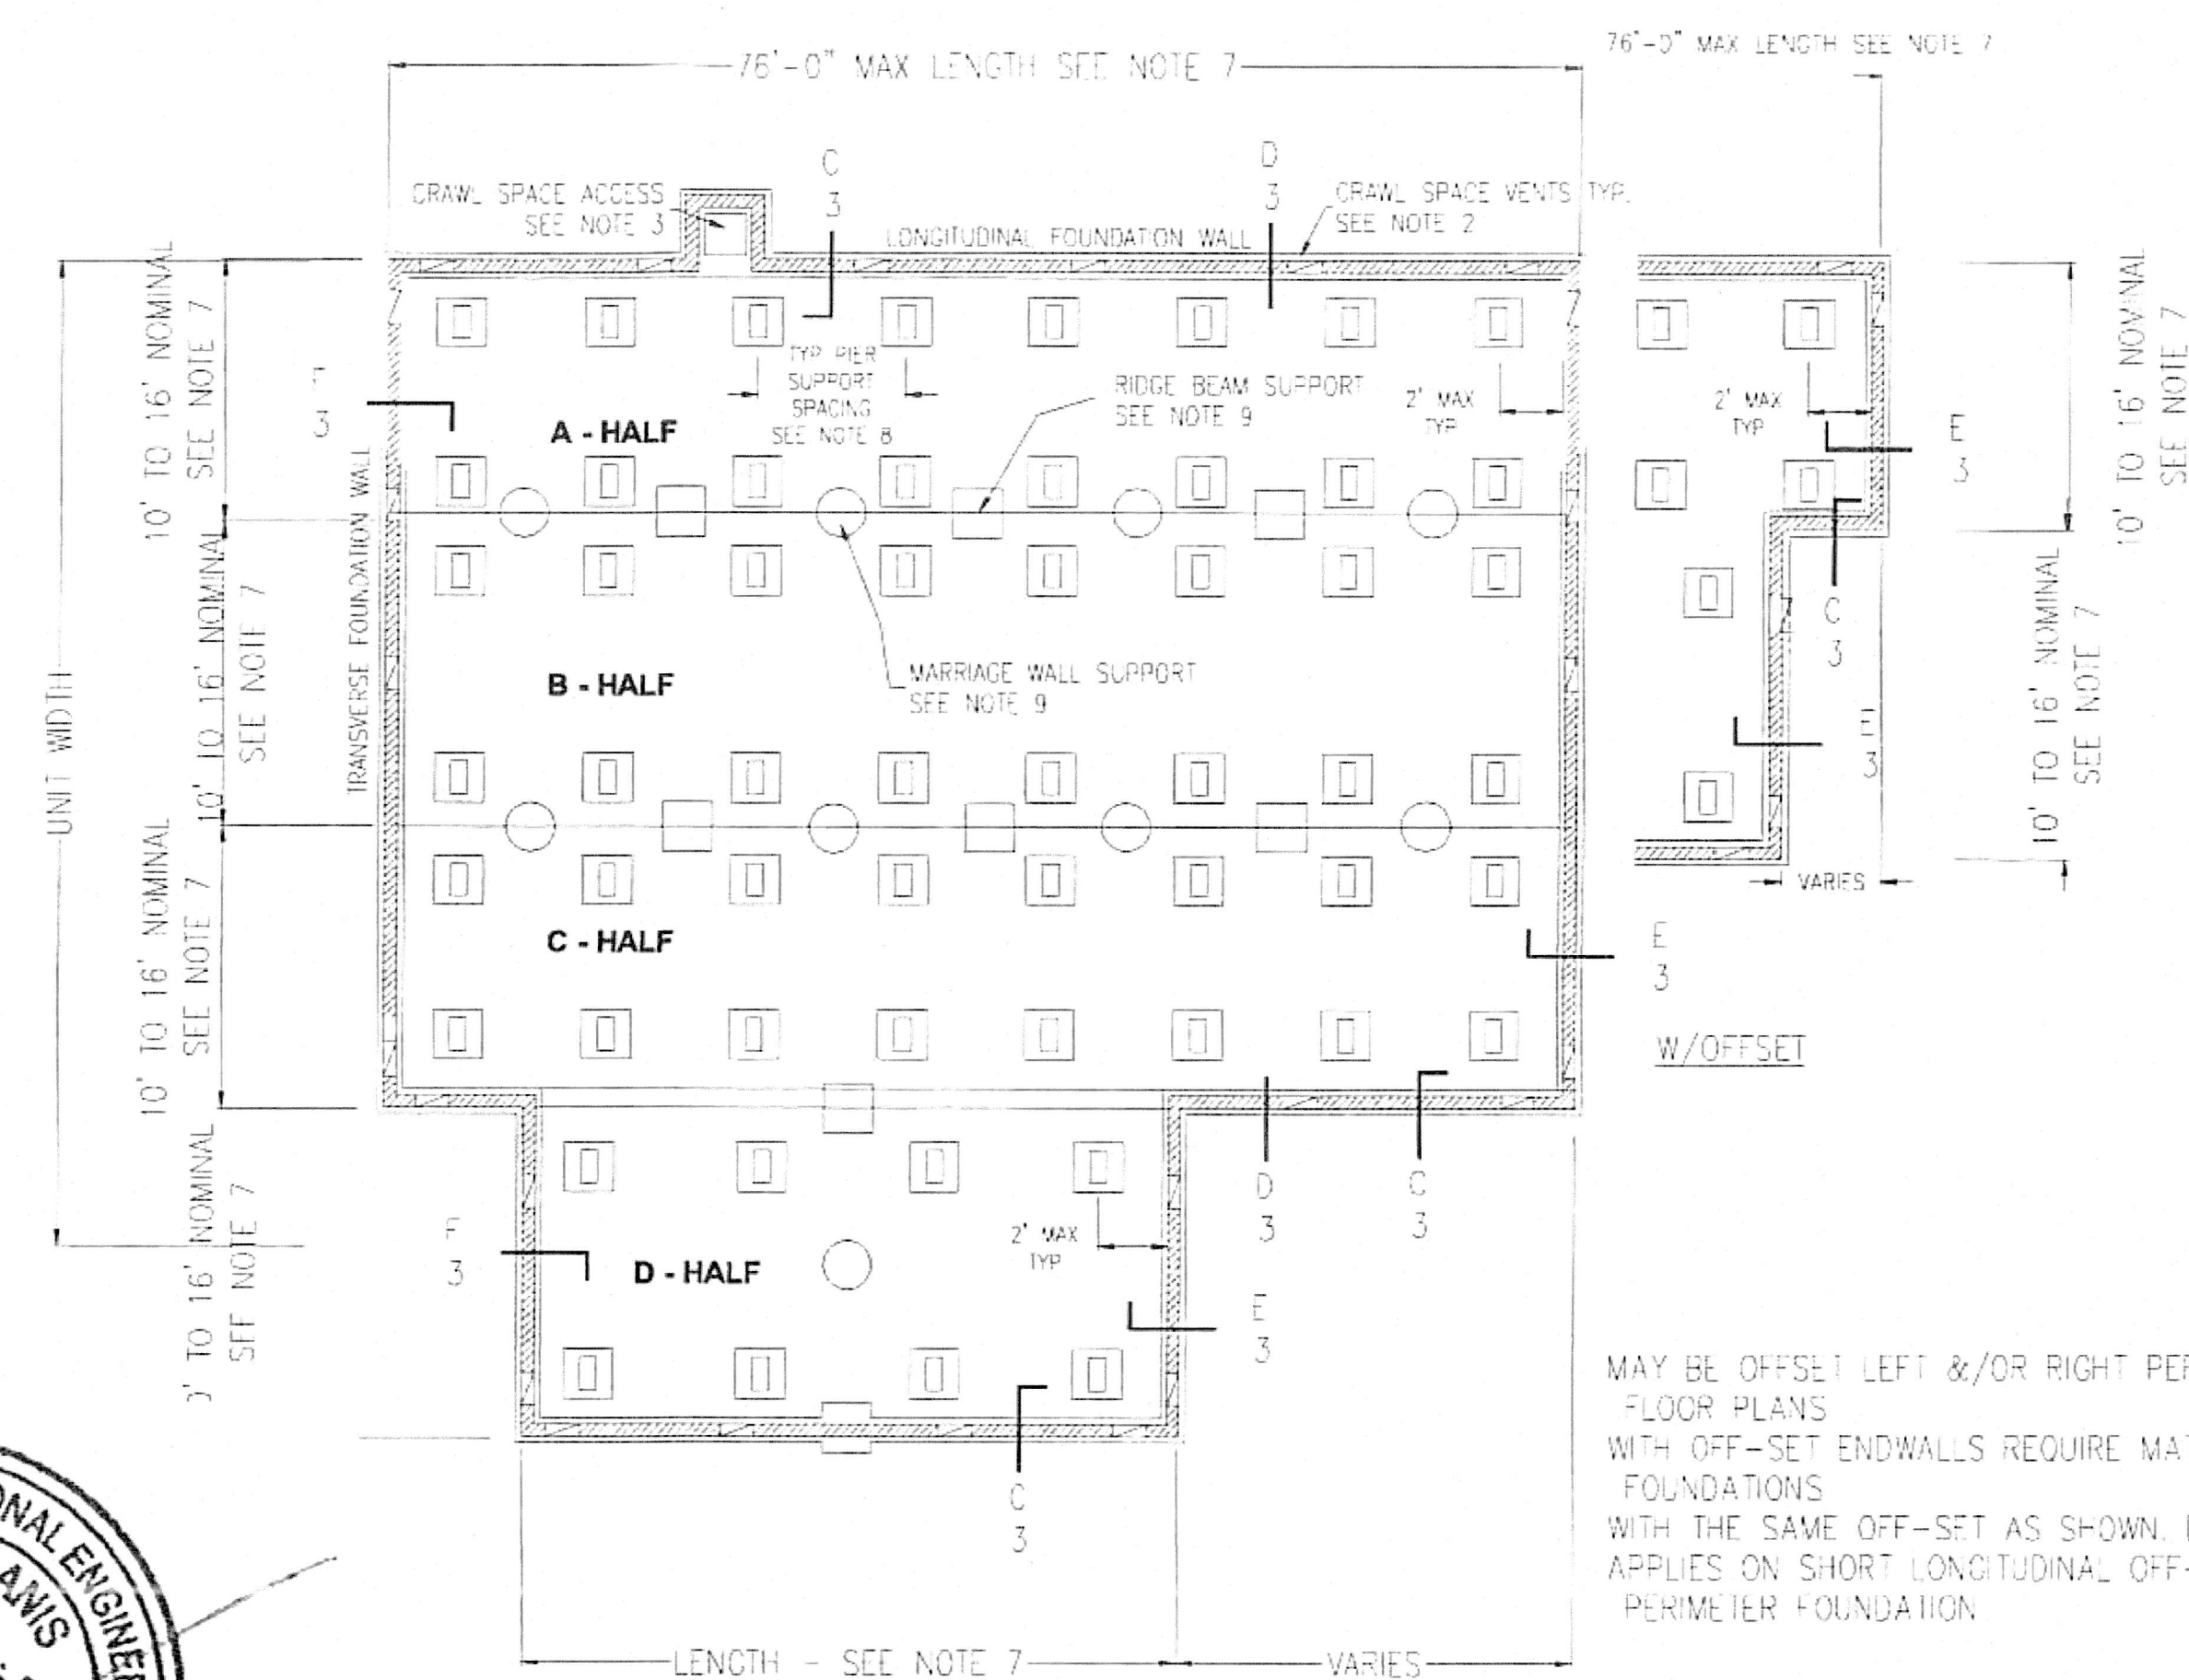 76'-0" MAX LENGTH SEE NOTE 7
76'-0" MAX LENGTH SEE NOTE 7
CRAWL SPACE ACCESS
SEE NOTE 3
C
3
D
3
CRAWL SPACE VENTS TYP.
SEE NOTE 2
LONGITUDINAL FOUNDATION WALL
10' TO 16' NOMINAL
SEE NOTE 7
F
3
TYP PIER
SUPPORT
SPACING
SEE NOTE 8
RIDGE BEAM SUPPORT
SEE NOTE 9
2' MAX
TYP
2' MAX
TYP
E
3
10' TO 16' NOMINAL
SEE NOTE 7
A - HALF
TRANSVERSE FOUNDATION WALL
10' TO 16' NOMINAL
SEE NOTE 7
UNIT WIDTH
B - HALF
MARRIAGE WALL SUPPORT
SEE NOTE 9
C
3
E
3
10' TO 16' NOMINAL
SEE NOTE 7
VARIES
10' TO 16' NOMINAL
SEE NOTE 7
C - HALF
E
3
W/OFFSET
D
3
C
3
' TO 16' NOMINAL
SEE NOTE 7
F
3
D - HALF
2' MAX
TYP
E
3
C
3
MAY BE OFFSET LEFT &/OR RIGHT PER
FLOOR PLANS
WITH OFF-SET ENDWALLS REQUIRE
FOUNDATIONS
WITH THE SAME OFF-SET AS SHOWN.
APPLIES ON SHORT LONGITUDINAL OFF-
PERIMETER FOUNDATION
LENGTH - SEE NOTE 7
VARIES
ONAL ENGINEE
ANIS